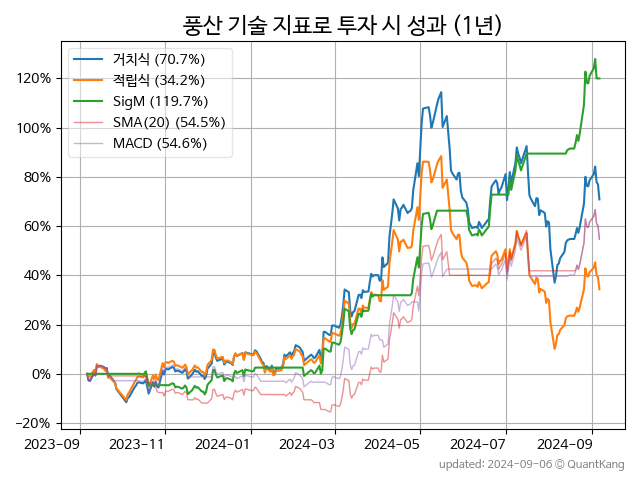 풍산 기술 지표로 투자 시 성과 (1년)
거치식 (70.7%)
적립식 (34.2%)
SigM (119.7%)
SMA(20) (54.5%)
MACD (54.6%)
120%
100%
80%
60%
40%
20%
0%
−20%
2023-09 2023-11 2024-01 2024-03 2024-05 2024-07 2024-09
updated: 2024-09-06 © QuantKang